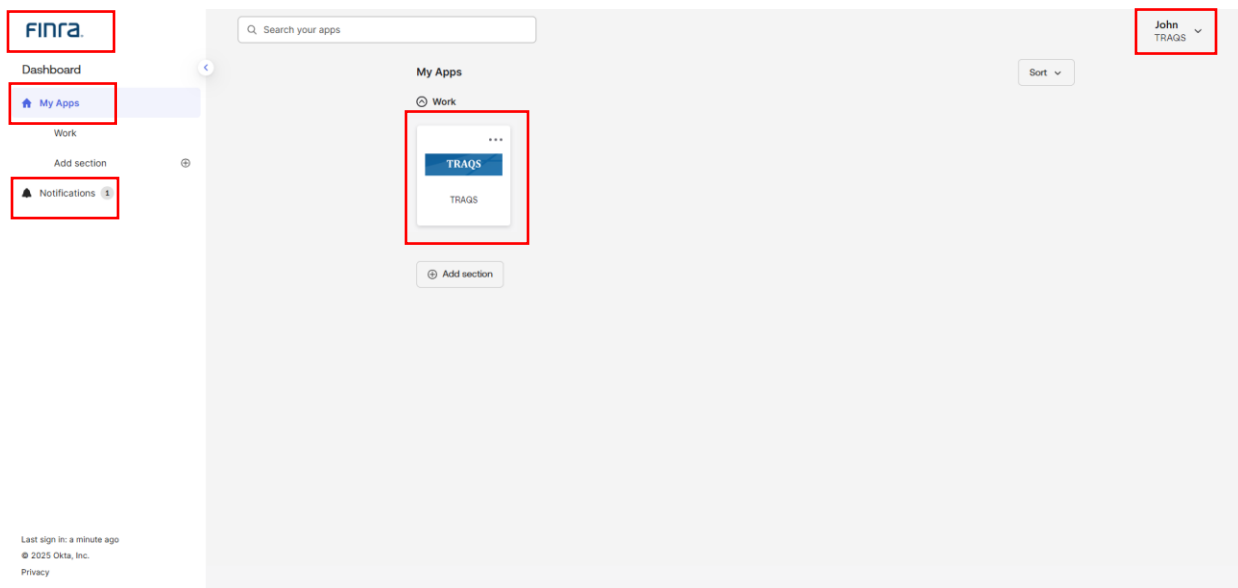 Finra.
Search your apps
John
TRAQS
Dashboard
My Apps
Work
Add section
Notifications 1
My Apps
Sort
Work
...
TRAQS
TRAQS
Add section
Last sign in: a minute ago
© 2025 Okta, Inc.
Privacy